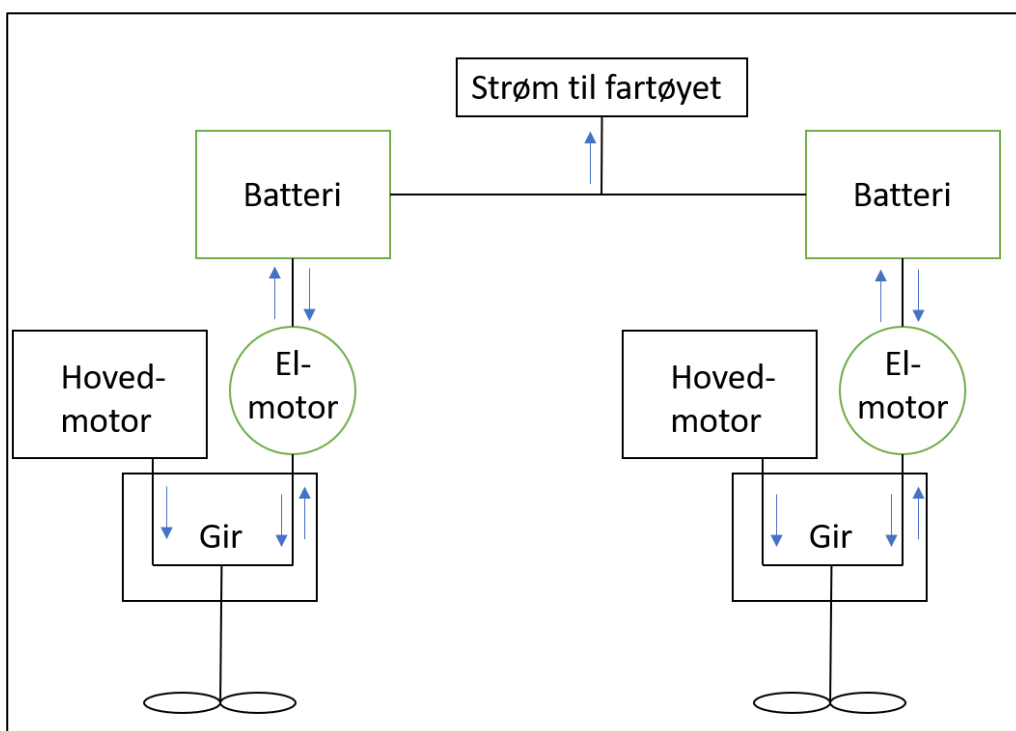 Strøm til fartøyet
Batteri
Batteri
Hoved-
motor
El-
motor
Hoved-
motor
El-
motor
Gir
Gir